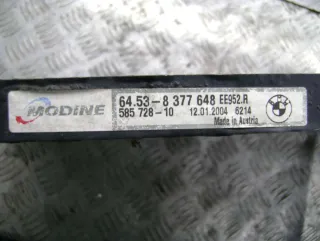 MODINE
64.53-8 377 648 EE952.R
585 728-10 12.01.2004 6214
Made in Austria